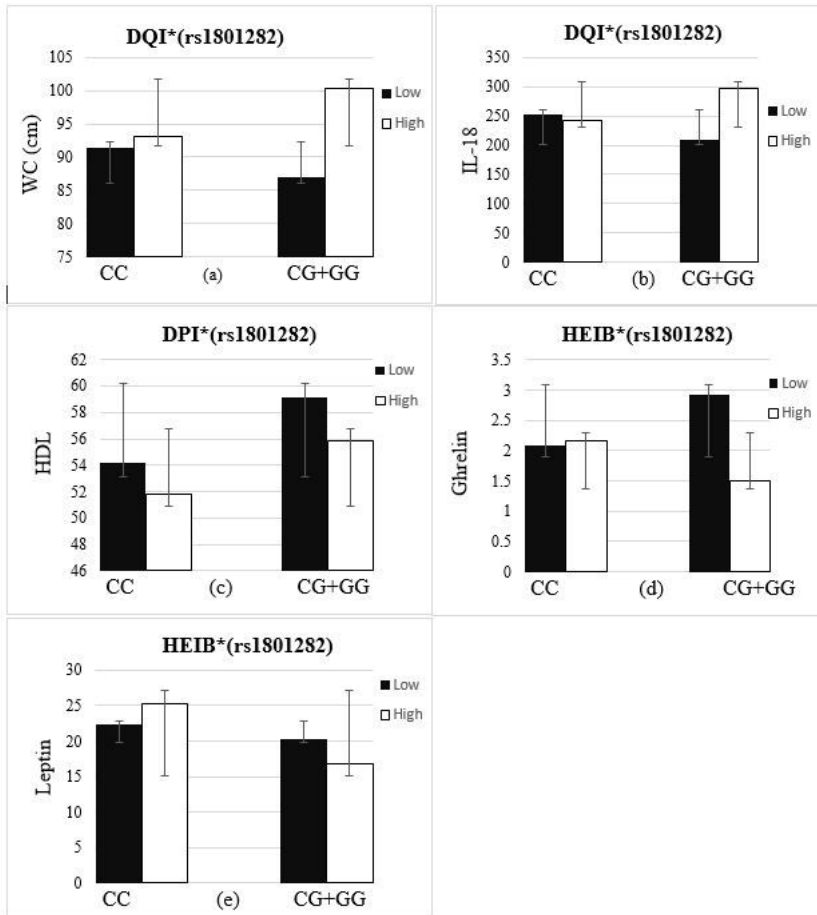 DQI*(rs1801282)
WC (cm)
105
100
95
90
85
80
75
Low
High
CC
(a)
CG+GG
DQI*(rs1801282)
IL-18
350
300
250
200
150
100
50
0
Low
High
CC
(b)
CG+GG
DPI*(rs1801282)
HDL
62
60
58
56
54
52
50
48
46
Low
High
CC
(c)
CG+GG
HEIB*(rs1801282)
Ghrelin
3.5
3
2.5
2
1.5
1
0.5
0
Low
High
CC
(d)
CG+GG
HEIB*(rs1801282)
Leptin
30
25
20
15
10
5
0
Low
High
CC
(e)
CG+GG